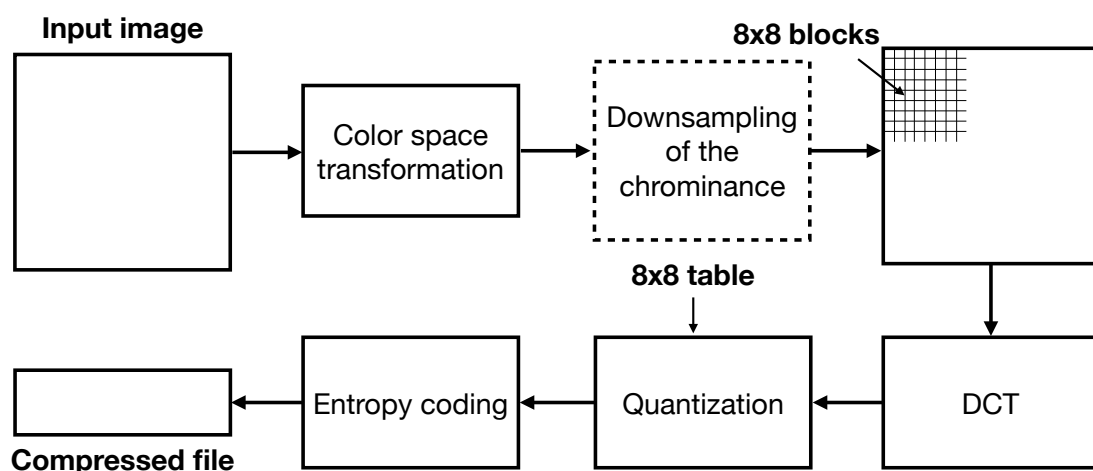 Input image
Color space
transformation
Downsampling
of the
chrominance
8x8 blocks
8x8 table
DCT
Quantization
Entropy coding
Compressed file